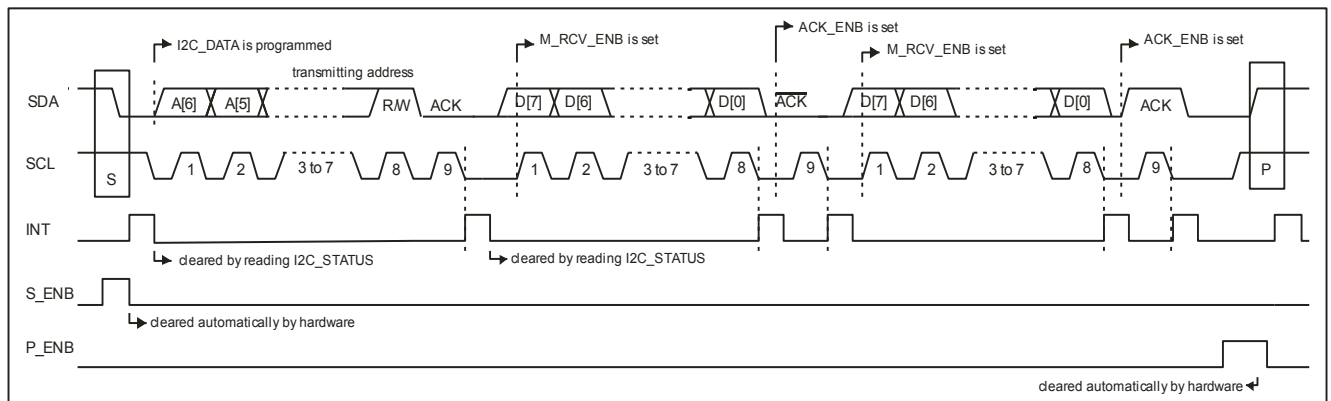 I2C_DATA is programmed
M_RCV_ENB is set
ACK_ENB is set
M_RCV_ENB is set
ACK_ENB is set
transmitting address
SDA A[6] A[5] R/W ACK D[7] D[6] D[0] ACK D[7] D[6] D[0] ACK
SCL S 1 2 3 to 7 8 9 1 2 3 to 7 8 9 1 2 3 to 7 8 9 P
INT
cleared by reading I2C_STATUS cleared by reading I2C_STATUS
S_ENB
cleared automatically by hardware
P_ENB
cleared automatically by hardware